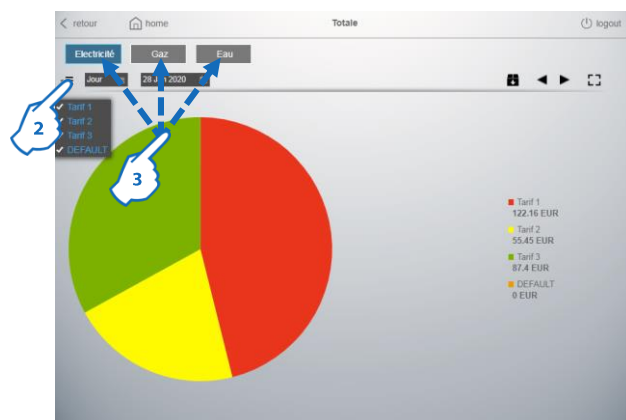 retour
home
Totale
logout
Electricité
Gaz
Eau
Jour
2020
Tarif 1
Tarif 2
Tarif 3
DEFAULT
2
3
Tarif 1
122.16 EUR
Tarif 2
55.45 EUR
Tarif 3
87.4 EUR
DEFAULT
0 EUR